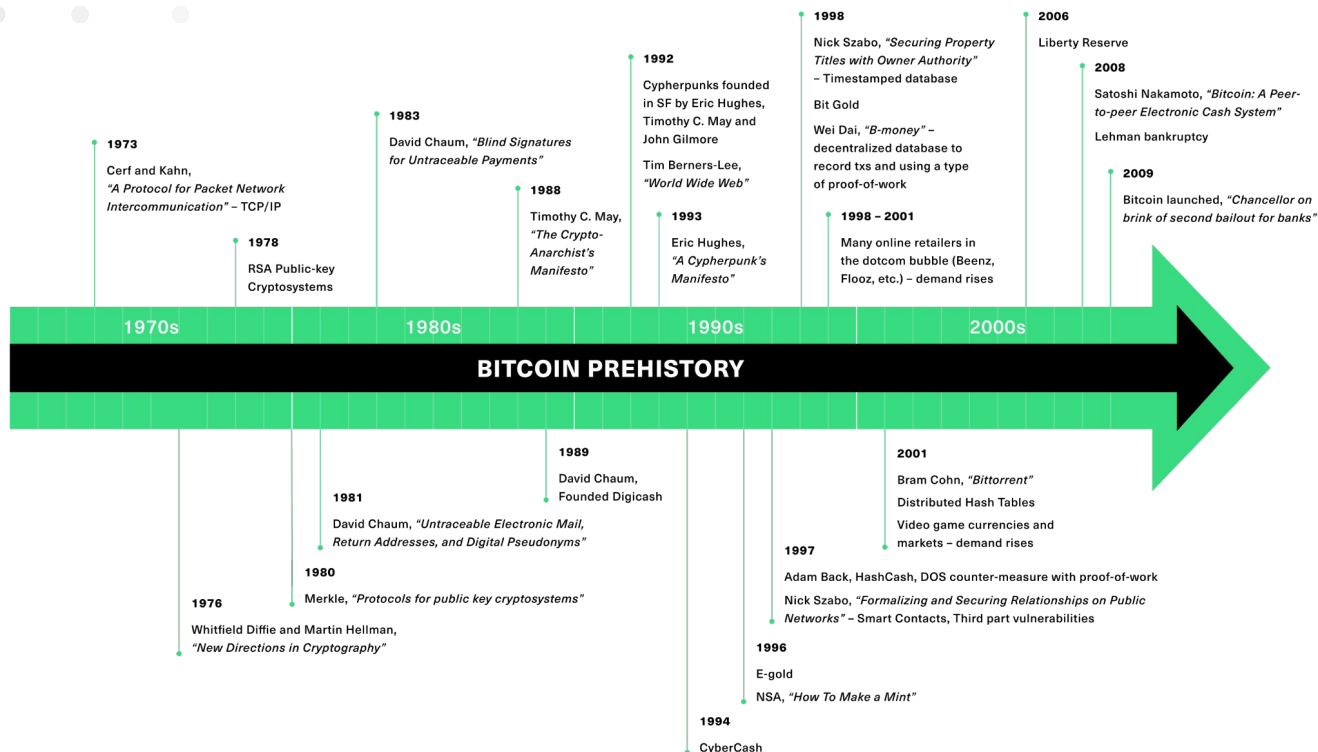 1973
Cerf and Kahn,
“A Protocol for Packet Network
Intercommunication” – TCP/IP
1978
RSA Public-key
Cryptosystems
1983
David Chaum, “Blind Signatures
for Untraceable Payments”
1988
Timothy C. May,
“The Crypto-
Anarchist’s
Manifesto”
1992
Cypherpunks founded
in SF by Eric Hughes,
Timothy C. May and
John Gilmore
Tim Berners-Lee,
“World Wide Web”
1993
Eric Hughes,
“A Cypherpunk’s
Manifesto”
1998
Nick Szabo, “Securing Property
Titles with Owner Authority”
– Timestamped database
Bit Gold
Wei Dai, “B-money” –
decentralized database to
record txs and using a type
of proof-of-work
1998 – 2001
Many online retailers in
the dotcom bubble (Beenz,
Flooz, etc.) – demand rises
2006
Liberty Reserve
2008
Satoshi Nakamoto, “Bitcoin: A Peer-
to-peer Electronic Cash System”
Lehman bankruptcy
2009
Bitcoin launched, “Chancellor on
brink of second bailout for banks”
1970s
1980s
1990s
2000s
BITCOIN PREHISTORY
1976
Whitfield Diffie and Martin Hellman,
“New Directions in Cryptography”
1980
Merkle, “Protocols for public key cryptosystems”
1981
David Chaum, “Untraceable Electronic Mail,
Return Addresses, and Digital Pseudonyms”
1989
David Chaum,
Founded Digicash
1994
CyberCash
1996
E-gold
NSA, “How To Make a Mint”
1997
Adam Back, HashCash, DOS counter-measure with proof-of-work
Nick Szabo, “Formalizing and Securing Relationships on Public
Networks” – Smart Contacts, Third part vulnerabilities
2001
Bram Cohn, “Bittorrent”
Distributed Hash Tables
Video game currencies and
markets – demand rises